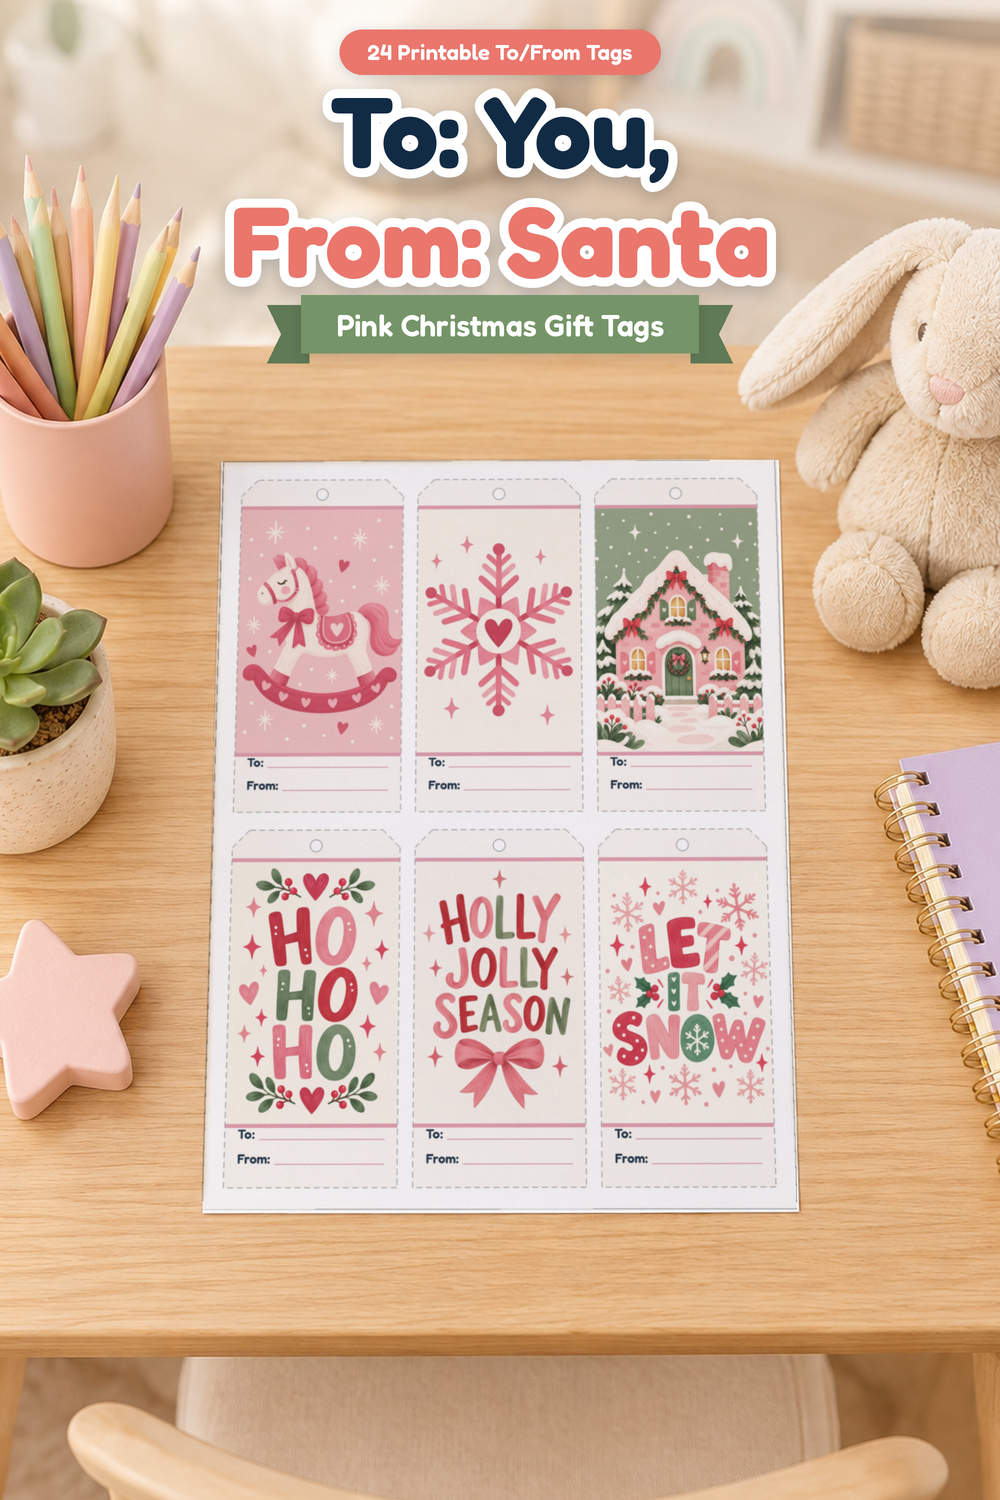 24 Printable To/From Tags
To: You,
From: Santa
Pink Christmas Gift Tags
To:
From:
To:
From:
To:
From:
HO
HO
HO
To:
From:
HOLLY
JOLLY
SEASON
To:
From:
LET
IT
SNOW
To:
From: